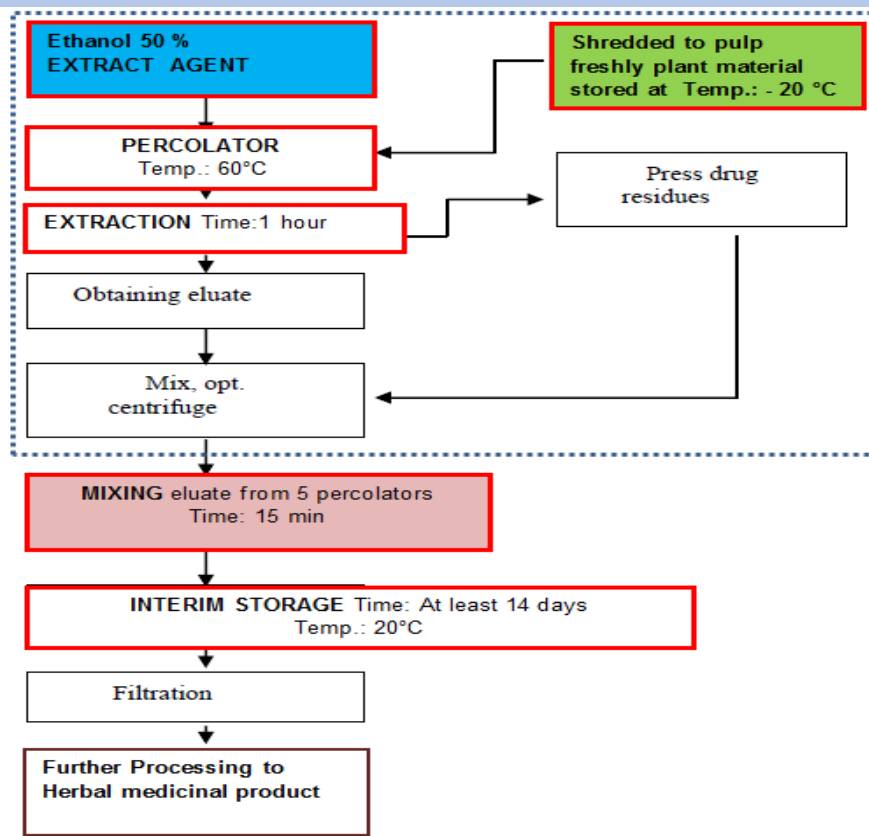 Ethanol 50 %
EXTRACT AGENT
Shredded to pulp
freshly plant material
stored at Temp.: - 20 °C
PERCOLATOR
Temp.: 60°C
Press drug
residues
EXTRACTION Time:1 hour
Obtaining eluate
Mix, opt.
centrifuge
MIXING eluate from 5 percolators
Time: 15 min
INTERIM STORAGE Time: At least 14 days
Temp.: 20°C
Filtration
Further Processing to
Herbal medicinal product